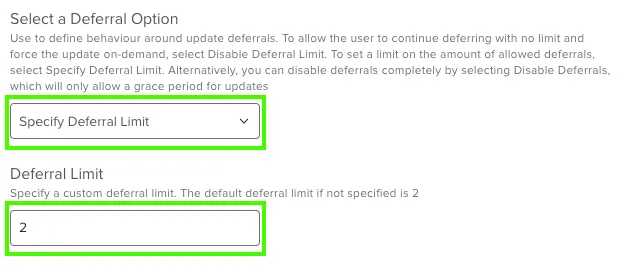 Select a Deferral Option
Use to define behaviour around update deferrals. To allow the user to continue deferring with no limit and
force the update on-demand, select Disable Deferral Limit. To set a limit on the amount of allowed deferrals,
select Specify Deferral Limit. Alternatively, you can disable deferrals completely by selecting Disable Deferrals,
which will only allow a grace period for updates
Specify Deferral Limit
Deferral Limit
Specify a custom deferral limit. The default deferral limit if not specified is 2
2